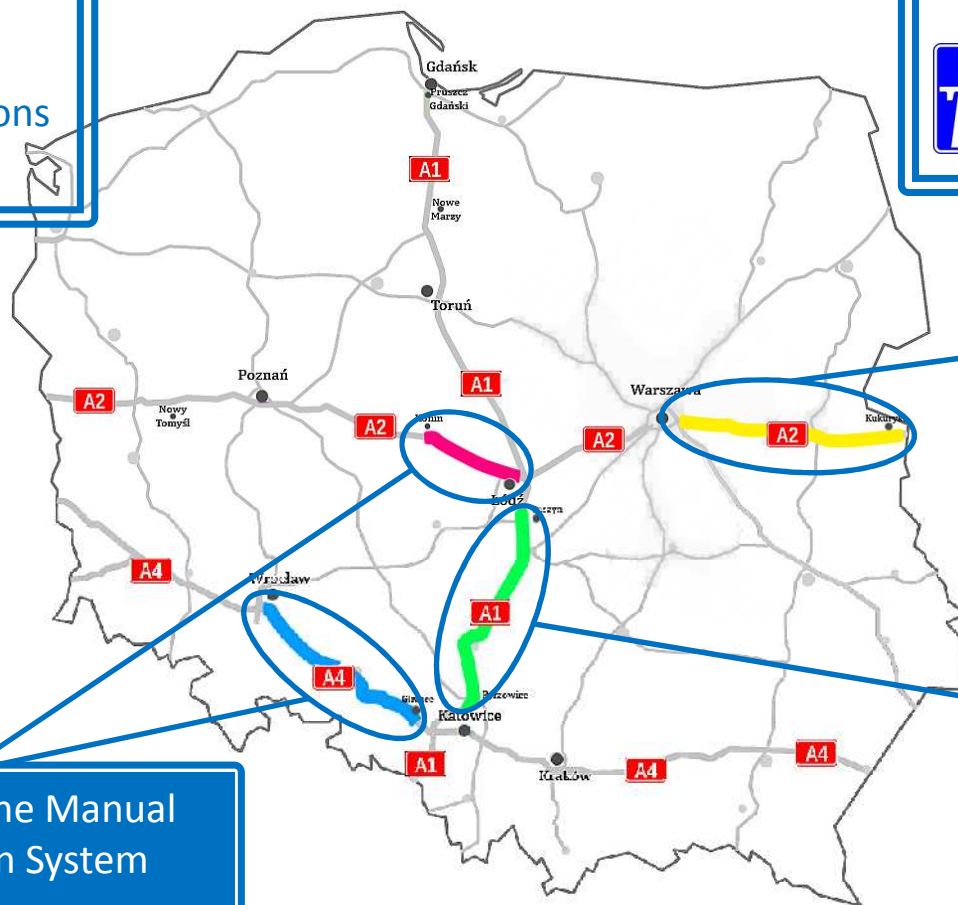 ons
Gdańsk
Pruszcz
Gdański
A1
Nowe
Marzy
Toruń
Poznań
A1
Warszawa
A2
Nowy
Tomyśl
A2
Konin
A2
A2
Kukuryki
Łódź
A4
Wrocław
A1
A4
Katowice
A1
Kraków
A4
A4
ne Manual
n System